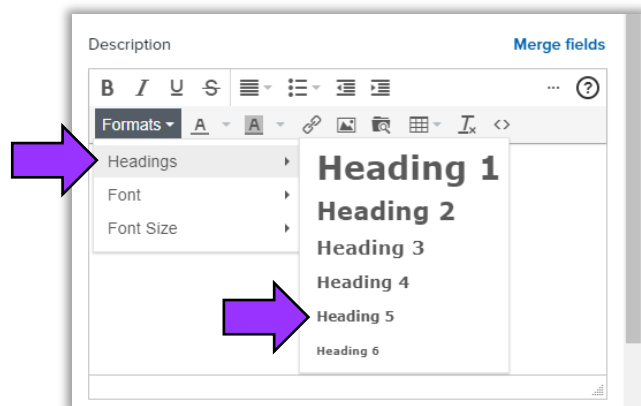 Description Merge fields
B I U S ... ?
Formats A A Tx <>
Headings Heading 1
Font Heading 2
Font Size Heading 3
Heading 4
Heading 5
Heading 6